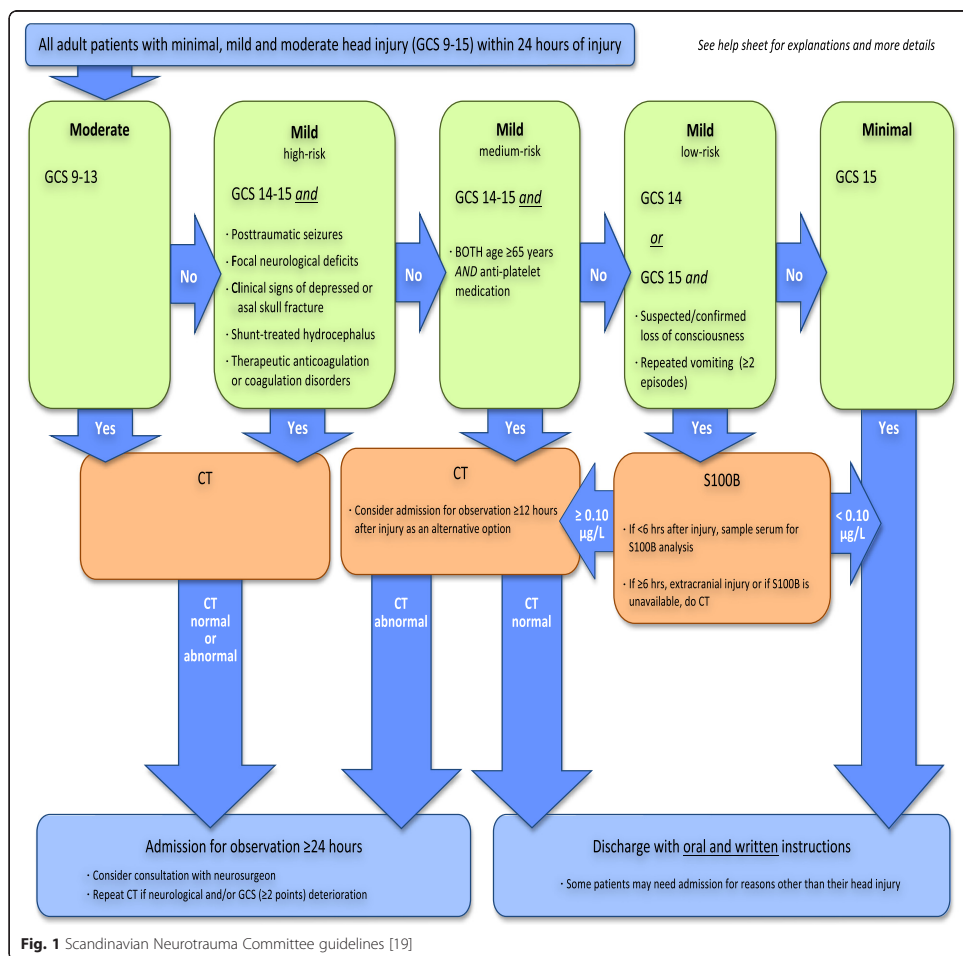 All adult patients with minimal, mild and moderate head injury (GCS 9-15) within 24 hours of injury
See help sheet for explanations and more details
Moderate
GCS 9-13
No
Mild
high-risk
GCS 14-15 and
· Posttraumatic seizures
· Focal neurological deficits
· Clinical signs of depressed or
asal skull fracture
· Shunt-treated hydrocephalus
· Therapeutic anticoagulation
or coagulation disorders
No
Mild
medium-risk
GCS 14-15 and
· BOTH age ≥65 years
AND anti-platelet
medication
No
Mild
low-risk
GCS 14
or
GCS 15 and
· Suspected/confirmed
loss of consciousness
· Repeated vomiting (≥2
episodes)
No
Minimal
GCS 15
Yes
Yes
Yes
Yes
Yes
CT
CT
· Consider admission for observation ≥12 hours
after injury as an alternative option
≥ 0.10
µg/L
S100B
· If <6 hrs after injury, sample serum for
S100B analysis
· If ≥6 hrs, extracranial injury or if S100B is
unavailable, do CT
< 0.10
µg/L
CT
normal
or
abnormal
CT
abnormal
CT
normal
Admission for observation ≥24 hours
· Consider consultation with neurosurgeon
· Repeat CT if neurological and/or GCS (≥2 points) deterioration
Discharge with oral and written instructions
· Some patients may need admission for reasons other than their head injury
Fig. 1 Scandinavian Neurotrauma Committee guidelines [19]